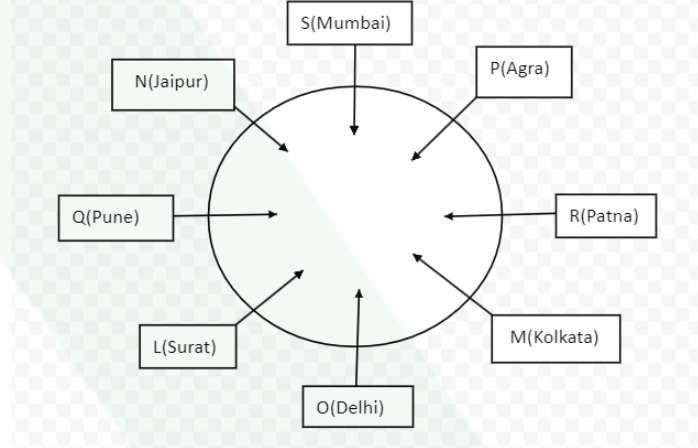 S(Mumbai)
P(Agra)
N(Jaipur)
Q(Pune)
R(Patna)
M(Kolkata)
L(Surat)
O(Delhi)